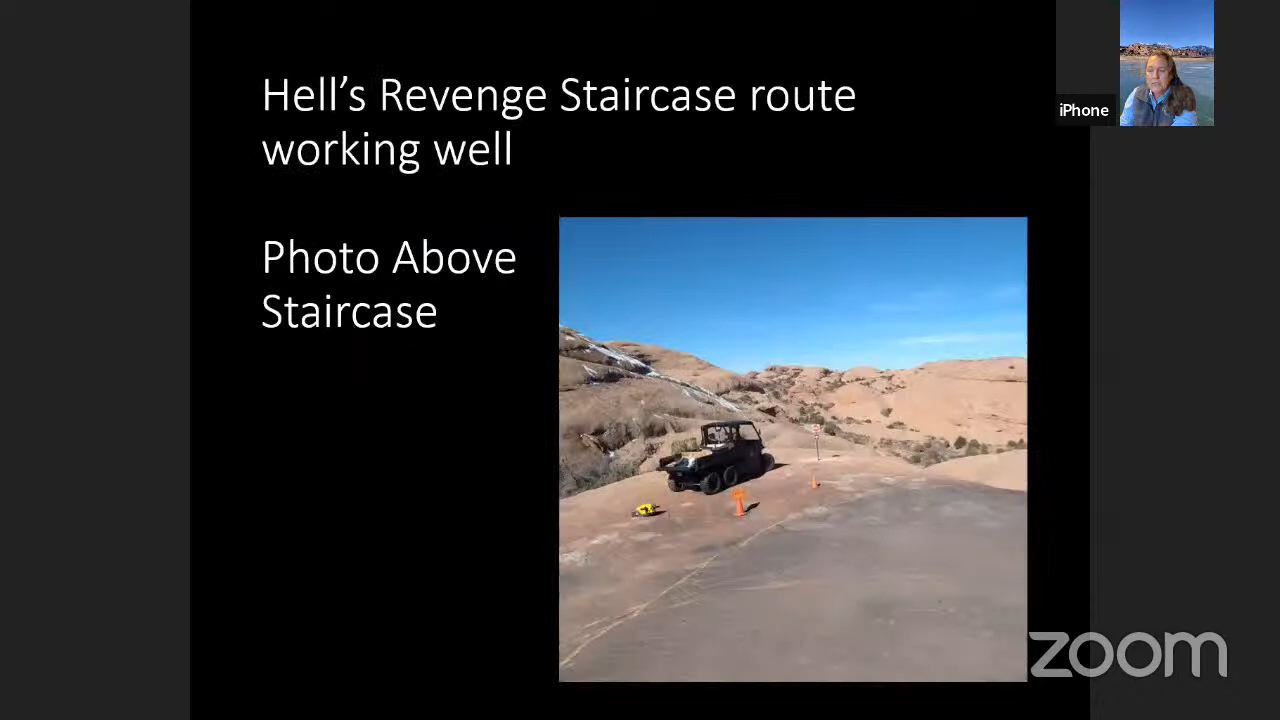 Hell’s Revenge Staircase route
working well
Photo Above
Staircase
iPhone
zoom